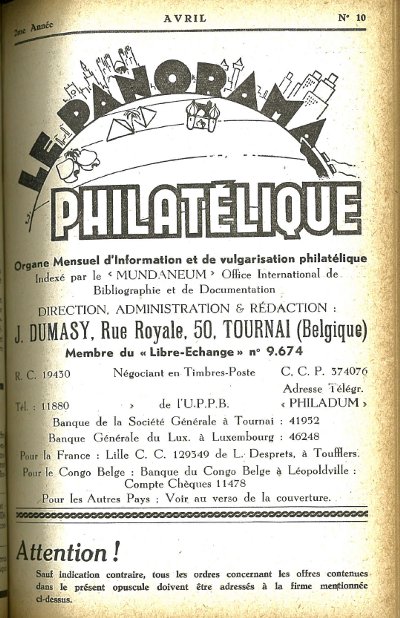 2me Année
AVRIL
N° 10
LE PANORAMA
PHILATÉLIQUE
Organe Mensuel d'Information et de vulgarisation philatélique
Indexé par le « MUNDANEUM » Office International de
Bibliographie et de Documentation
DIRECTION, ADMINISTRATION & RÉDACTION :
J. DUMASY, Rue Royale, 50, TOURNAI (Belgique)
Membre du « Libre-Echange » n° 9.674
R. C. 19430 Négociant en Timbres-Poste C. C. P. 374076
Adresse Télégr.
Tél. : 11880 » de l'U.P.P.B. « PHILADUM »
Banque de la Société Générale à Tournai : 41952
Banque Générale du Lux. à Luxembourg : 46248
Pour la France : Lille C. C. 129349 de L. Desprets, à Toufflers.
Pour le Congo Belge : Banque du Congo Belge à Léopoldville :
Compte Chèques 11478
Pour les Autres Pays : Voir au verso de la couverture.
Attention !
Sauf indication contraire, tous les ordres concernant les offres contenues
dans le présent opuscule doivent être adressés à la firme mentionnée
ci-dessus.